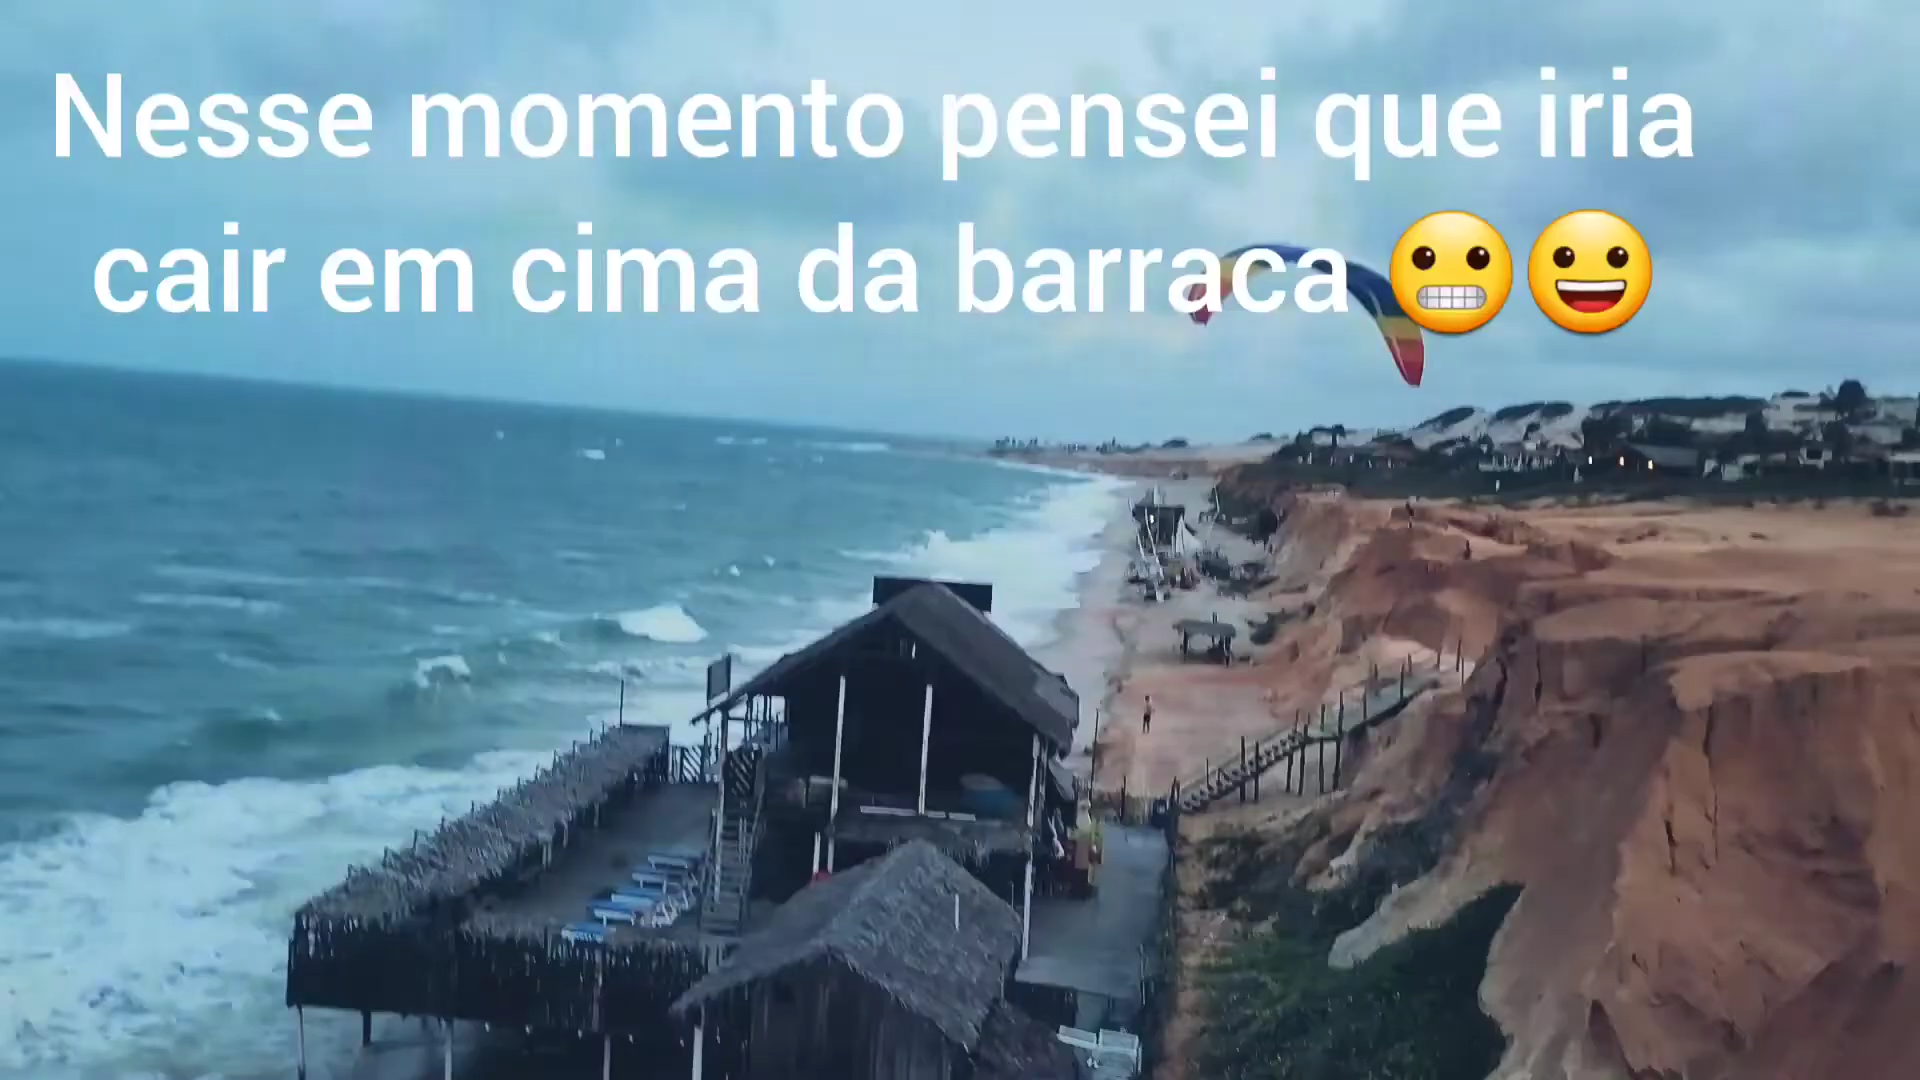 Nesse momento pensei que iria
cair em cima da barraca 😬😀